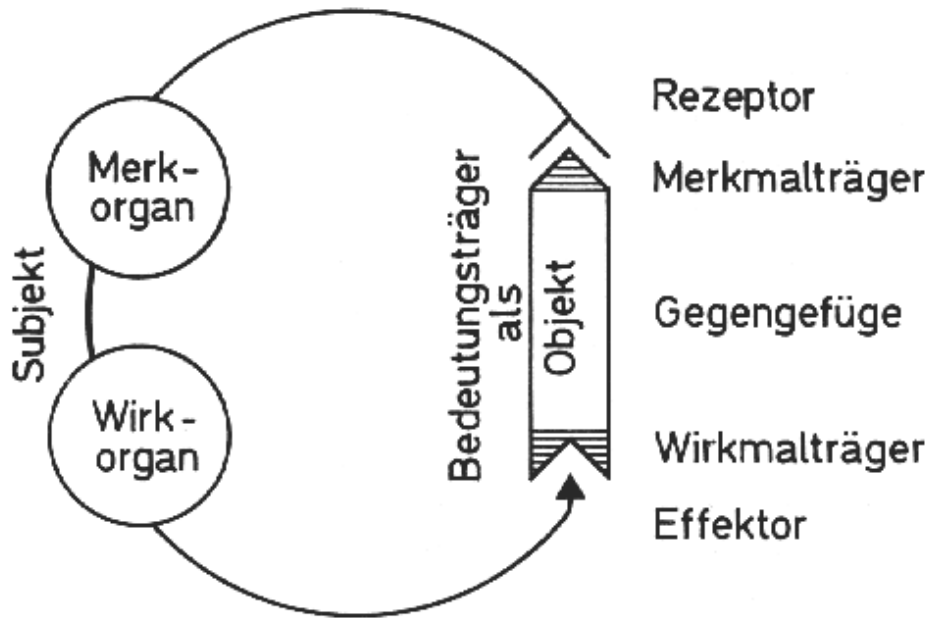 Subjekt
Merk-
organ
Wirk-
organ
Bedeutungsträger
als
Objekt
Rezeptor
Merkmalträger
Gegengefüge
Wirkmalträger
Effektor